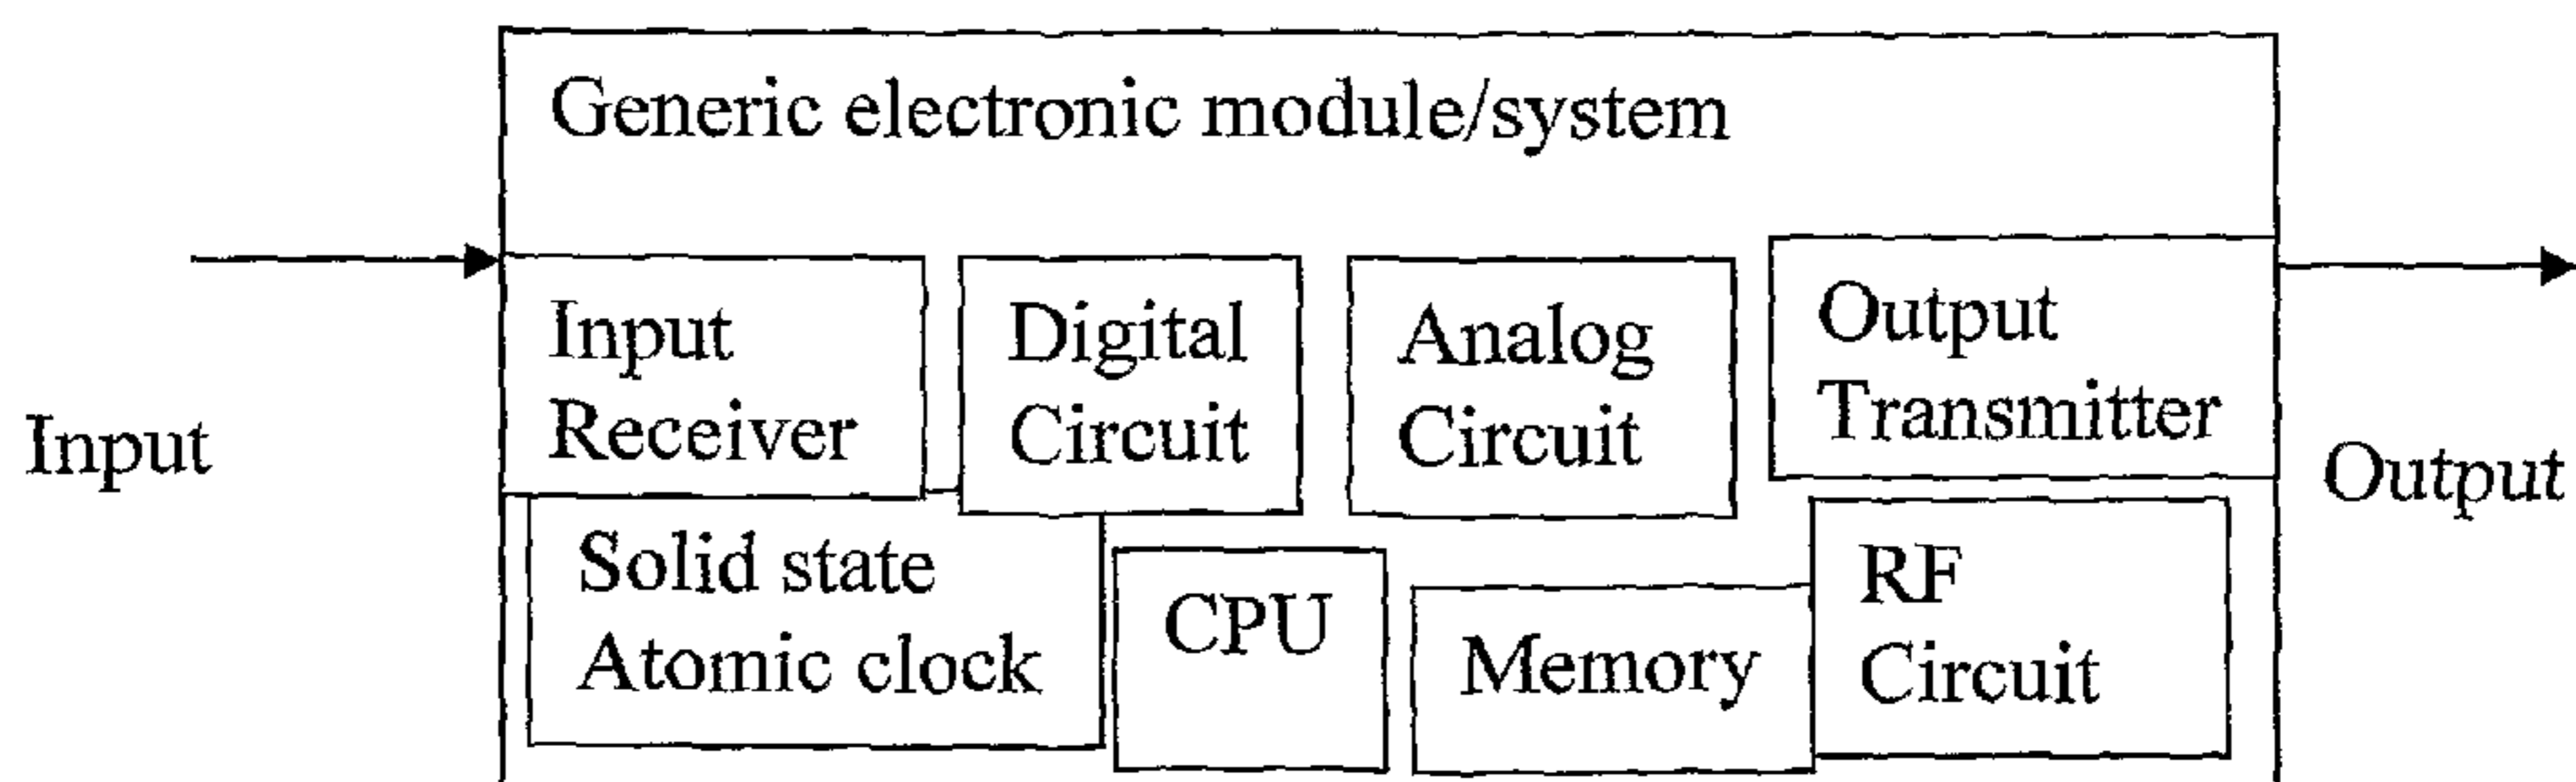 Generic electronic module/system
Input
Input
Receiver
Digital
Circuit
Analog
Circuit
Output
Transmitter
Output
Solid state
Atomic clock
CPU
Memory
RF
Circuit